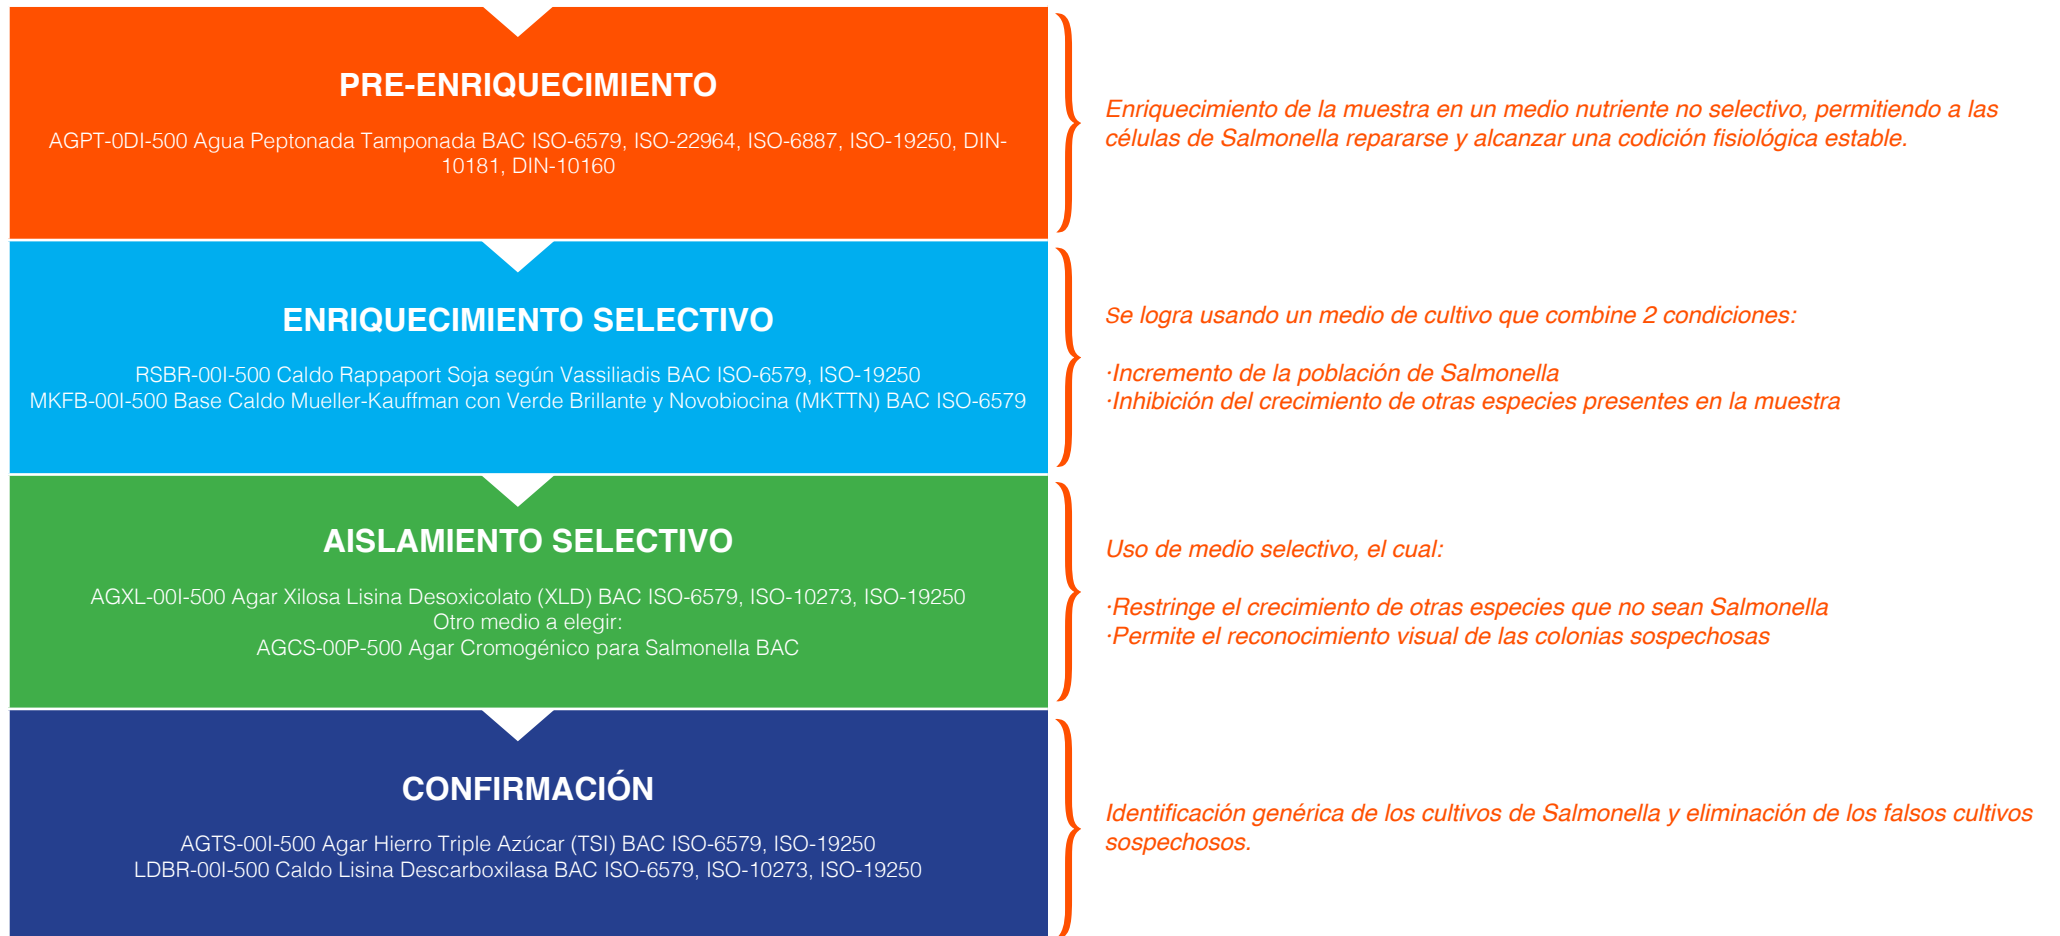 PRE-ENRIQUECIMIENTO
AGPT-0DI-500 Agua Peptonada Tamponada BAC ISO-6579, ISO-22964, ISO-6887, ISO-19250, DIN-
10181, DIN-10160
Enriquecimiento de la muestra en un medio nutriente no selectivo, permitiendo a las
células de Salmonella repararse y alcanzar una codición fisiológica estable.
ENRIQUECIMIENTO SELECTIVO
RSBR-00I-500 Caldo Rappaport Soja según Vassiliadis BAC ISO-6579, ISO-19250
MKFB-00I-500 Base Caldo Mueller-Kauffman con Verde Brillante y Novobiocina (MKTTN) BAC ISO-6579
Se logra usando un medio de cultivo que combine 2 condiciones:
·Incremento de la población de Salmonella
·Inhibición del crecimiento de otras especies presentes en la muestra
AISLAMIENTO SELECTIVO
AGXL-00I-500 Agar Xilosa Lisina Desoxicolato (XLD) BAC ISO-6579, ISO-10273, ISO-19250
Otro medio a elegir:
AGCS-00P-500 Agar Cromogénico para Salmonella BAC
Uso de medio selectivo, el cual:
·Restringe el crecimiento de otras especies que no sean Salmonella
·Permite el reconocimiento visual de las colonias sospechosas
CONFIRMACIÓN
AGTS-00I-500 Agar Hierro Triple Azúcar (TSI) BAC ISO-6579, ISO-19250
LDBR-00I-500 Caldo Lisina Descarboxilasa BAC ISO-6579, ISO-10273, ISO-19250
Identificación genérica de los cultivos de Salmonella y eliminación de los falsos cultivos
sospechosos.